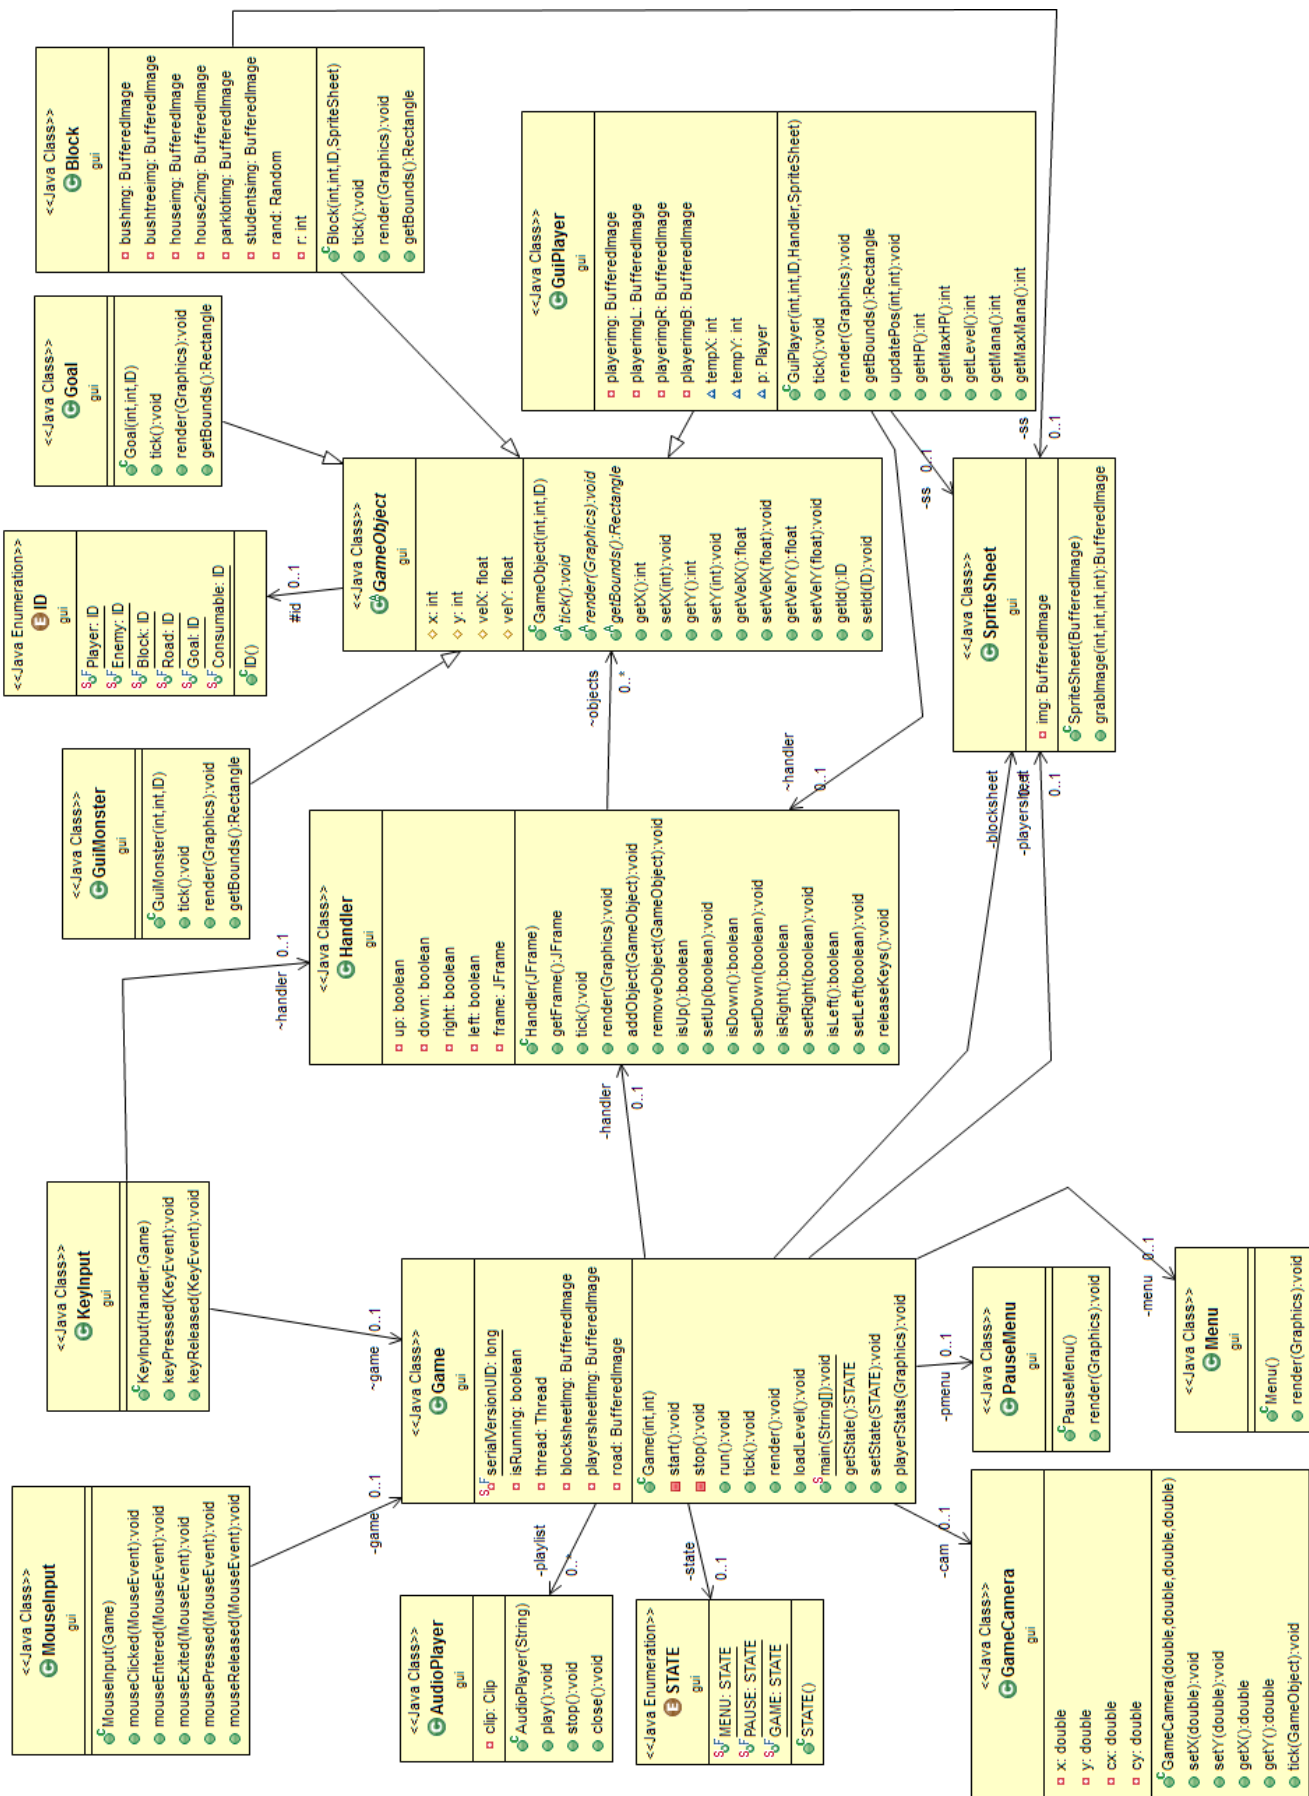 <<Java Class>>
MouseInput
gui
MouseInput(Game)
mouseClicked(MouseEvent):void
mouseEntered(MouseEvent):void
mouseExited(MouseEvent):void
mousePressed(MouseEvent):void
mouseReleased(MouseEvent):void
<<Java Class>>
KeyInput
gui
KeyInput(Handler,Game)
keyPressed(KeyEvent):void
keyReleased(KeyEvent):void
<<Java Class>>
GuiMonster
gui
GuiMonster(int,int,ID)
tick():void
render(Graphics):void
getBounds():Rectangle
<<Java Enumeration>>
ID
gui
Player: ID
Enemy: ID
Block: ID
Road: ID
Goal: ID
Consumable: ID
ID()
<<Java Class>>
Goal
gui
Goal(int,int,ID)
tick():void
render(Graphics):void
getBounds():Rectangle
<<Java Class>>
Block
gui
bushimg: BufferedImage
bushtreeimg: BufferedImage
houseimg: BufferedImage
house2img: BufferedImage
parklotimg: BufferedImage
studentsimg: BufferedImage
rand: Random
r: int
Block(int,int,ID,SpriteSheet)
tick():void
render(Graphics):void
getBounds():Rectangle
-game 0..1
~game 0..1
~handler 0..1
#id 0..1
<<Java Class>>
AudioPlayer
gui
clip: Clip
AudioPlayer(String)
play():void
stop():void
close():void
-playlist
0..*
<<Java Class>>
Game
gui
serialVersionUID: long
isRunning: boolean
thread: Thread
blocksheetImg: BufferedImage
playersheetImg: BufferedImage
road: BufferedImage
Game(int,int)
start():void
stop():void
run():void
tick():void
render():void
loadLevel():void
main(String[]):void
getState():STATE
setState(STATE):void
playerStats(Graphics):void
-handler
0..1
<<Java Class>>
Handler
gui
up: boolean
down: boolean
right: boolean
left: boolean
frame: JFrame
Handler(JFrame)
getFrame():JFrame
tick():void
render(Graphics):void
addObject(GameObject):void
removeObject(GameObject):void
isUp():boolean
setUp(boolean):void
isDown():boolean
setDown(boolean):void
isRight():boolean
setRight(boolean):void
isLeft():boolean
setLeft(boolean):void
releaseKeys():void
~objects
0..*
~handler
0..1
<<Java Class>>
GameObject
gui
x: int
y: int
velX: float
velY: float
GameObject(int,int,ID)
tick():void
render(Graphics):void
getBounds():Rectangle
getX():int
setX(int):void
getY():int
setY(int):void
getVelX():float
setVelX(float):void
getVelY():float
setVelY(float):void
getId():ID
setId(ID):void
<<Java Class>>
GuiPlayer
gui
playerimg: BufferedImage
playerimgL: BufferedImage
playerimgR: BufferedImage
playerimgB: BufferedImage
tempX: int
tempY: int
p: Player
GuiPlayer(int,int,ID,Handler,SpriteSheet)
tick():void
render(Graphics):void
getBounds():Rectangle
updatePos(int,int):void
getHP():int
getMaxHP():int
getLevel():int
getMana():int
getMaxMana():int
<<Java Enumeration>>
STATE
gui
MENU: STATE
PAUSE: STATE
GAME: STATE
STATE()
-state
0..1
-cam 0..1
-pmenu 0..1
-menu 0..1
-blocksheet
0..1
-playersheet
0..1
-ss 0..1
-ss
0..1
<<Java Class>>
SpriteSheet
gui
img: BufferedImage
SpriteSheet(BufferedImage)
grabImage(int,int,int,int):BufferedImage
<<Java Class>>
GameCamera
gui
x: double
y: double
cx: double
cy: double
GameCamera(double,double,double,double)
setX(double):void
setY(double):void
getX():double
getY():double
tick(GameObject):void
<<Java Class>>
PauseMenu
gui
PauseMenu()
render(Graphics):void
<<Java Class>>
Menu
gui
Menu()
render(Graphics):void